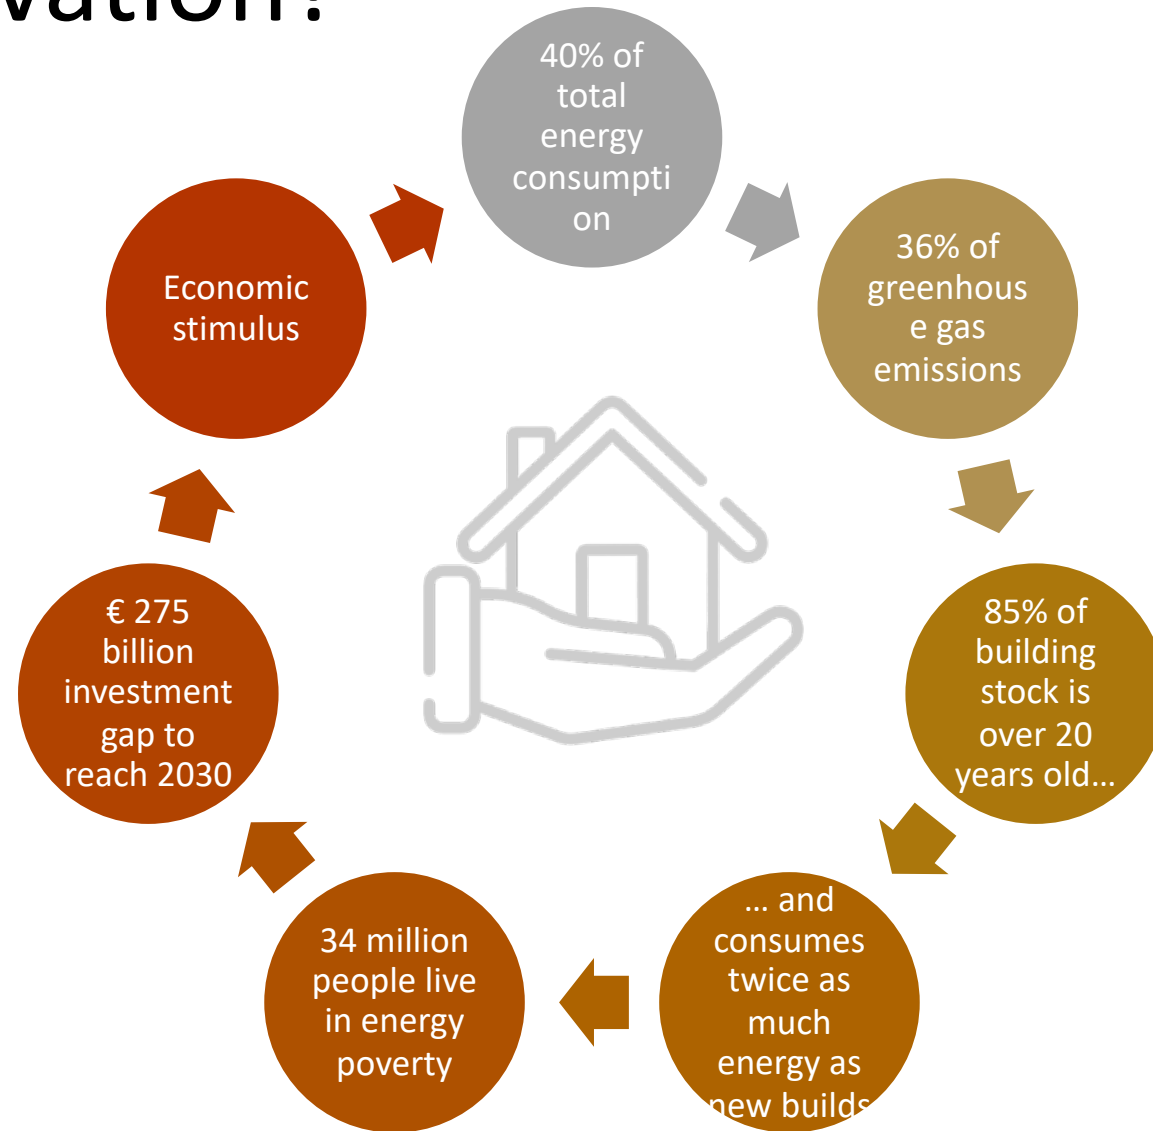 vation?
40% of
total
energy
consumpti
on
36% of
greenhous
e gas
emissions
85% of
building
stock is
over 20
years old…
… and
consumes
twice as
much
energy as
new builds
34 million
people live
in energy
poverty
€ 275
billion
investment
gap to
reach 2030
Economic
stimulus